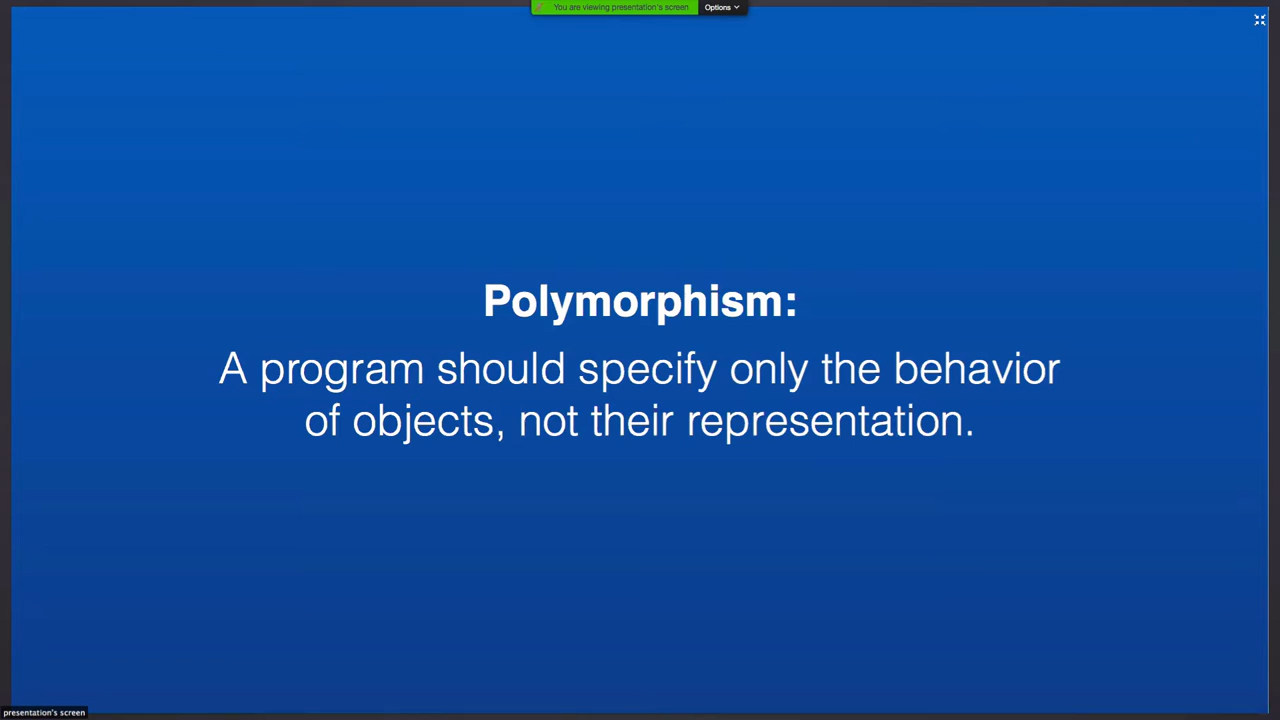 You are viewing presentation's screen
Options
Polymorphism:
A program should specify only the behavior
of objects, not their representation.
presentation's screen